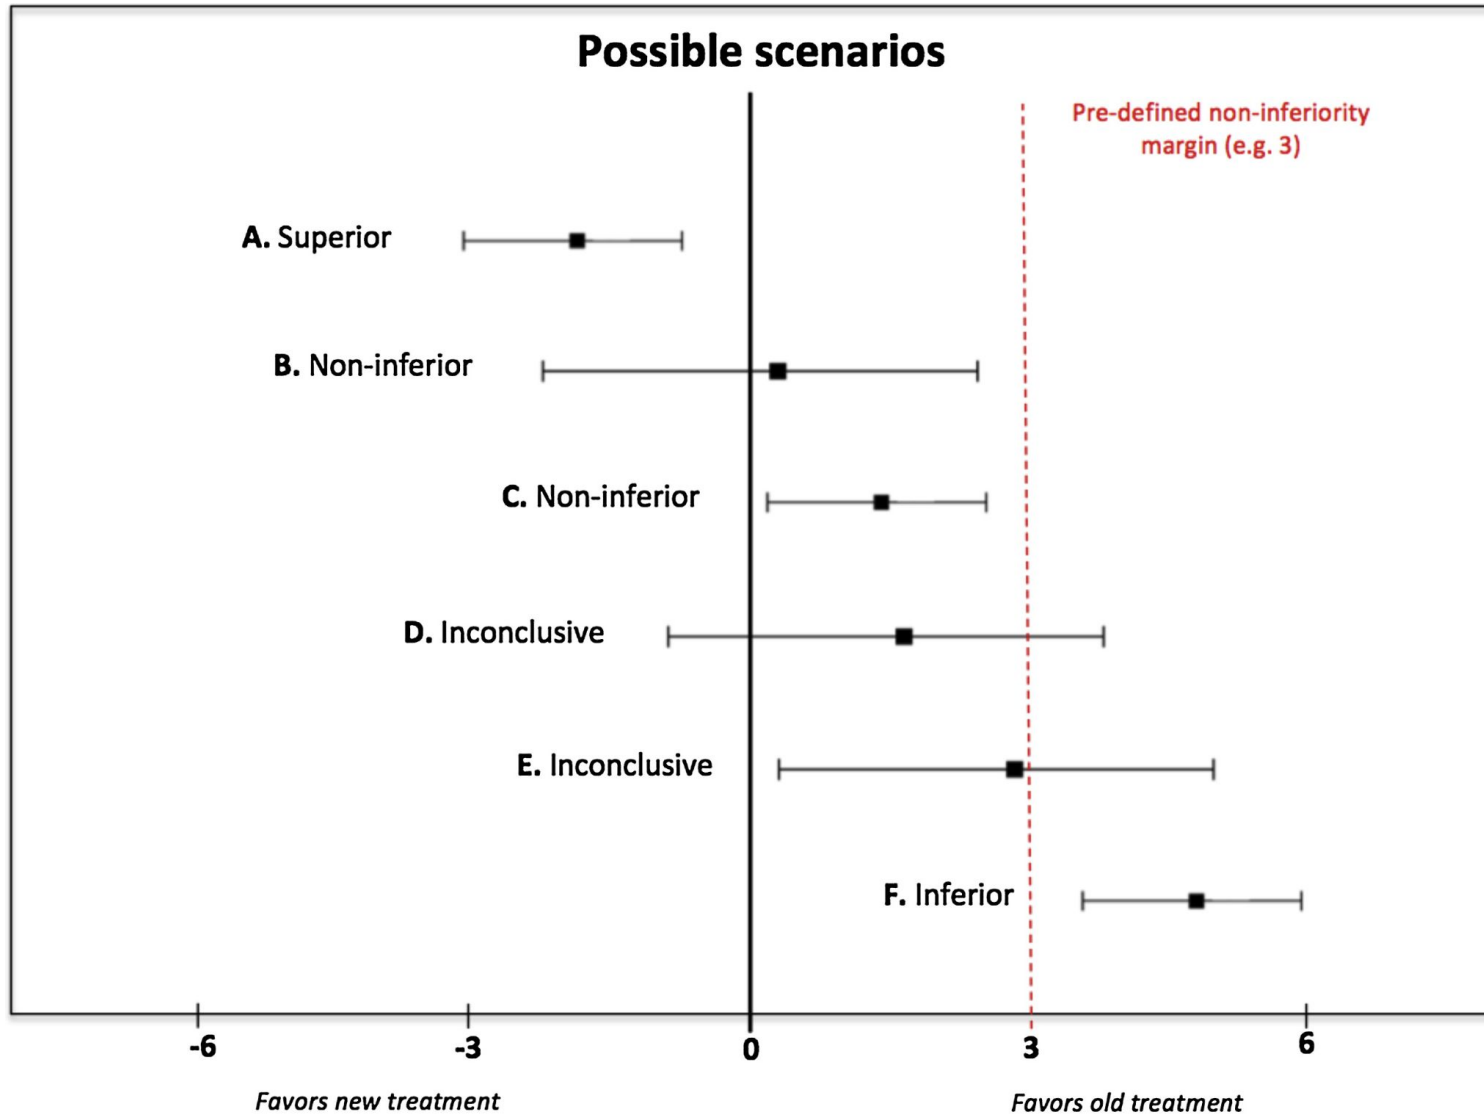 Possible scenarios
Pre-defined non-inferiority
margin (e.g. 3)
A. Superior
B. Non-inferior
C. Non-inferior
D. Inconclusive
E. Inconclusive
F. Inferior
-6 -3 0 3 6
Favors new treatment Favors old treatment